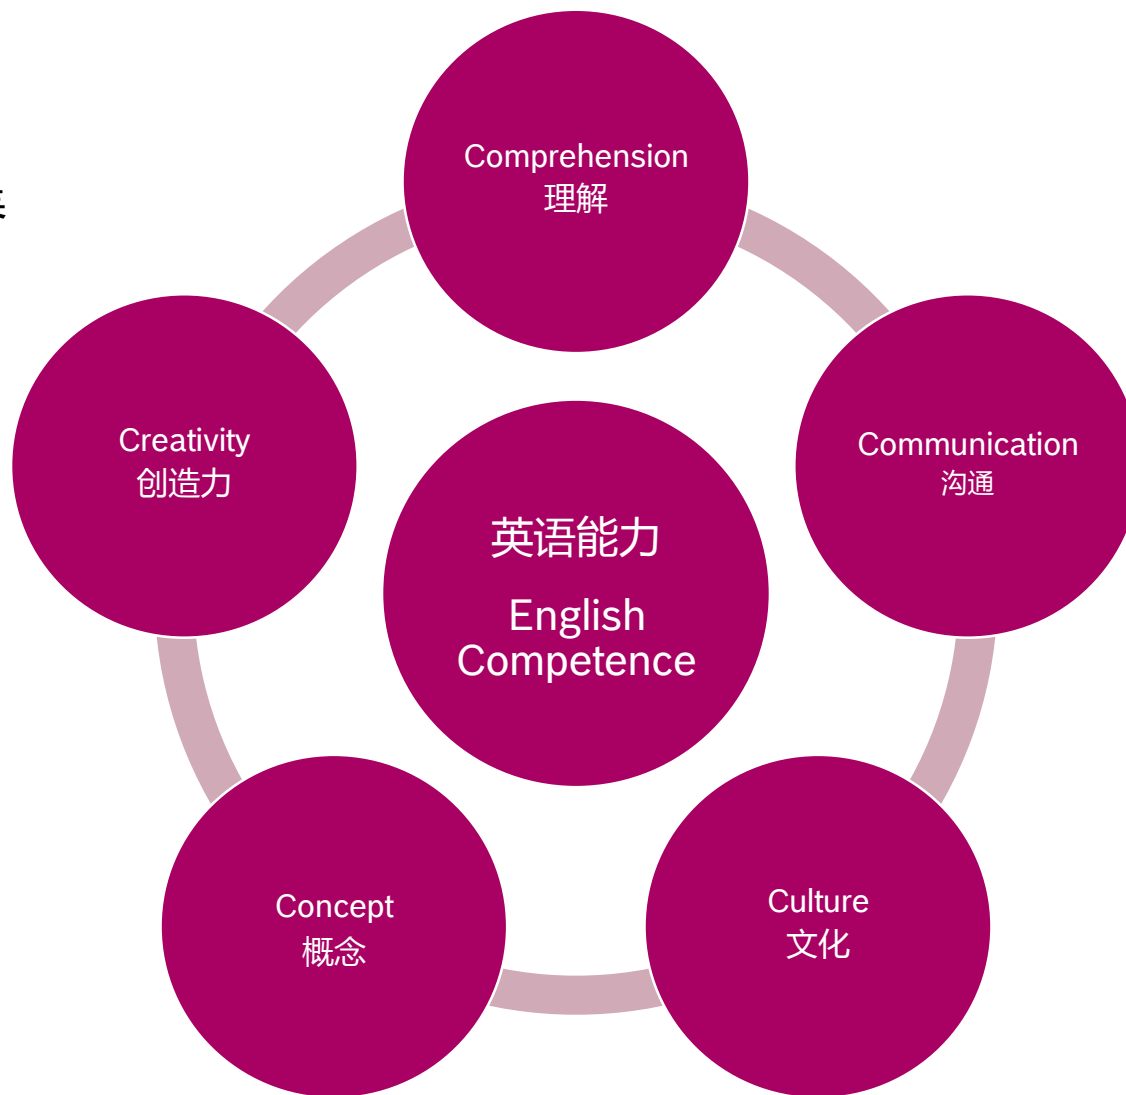 Comprehension
理解
Communication
沟通
Creativity
创造力
英语能力
English
Competence
Culture
文化
Concept
概念